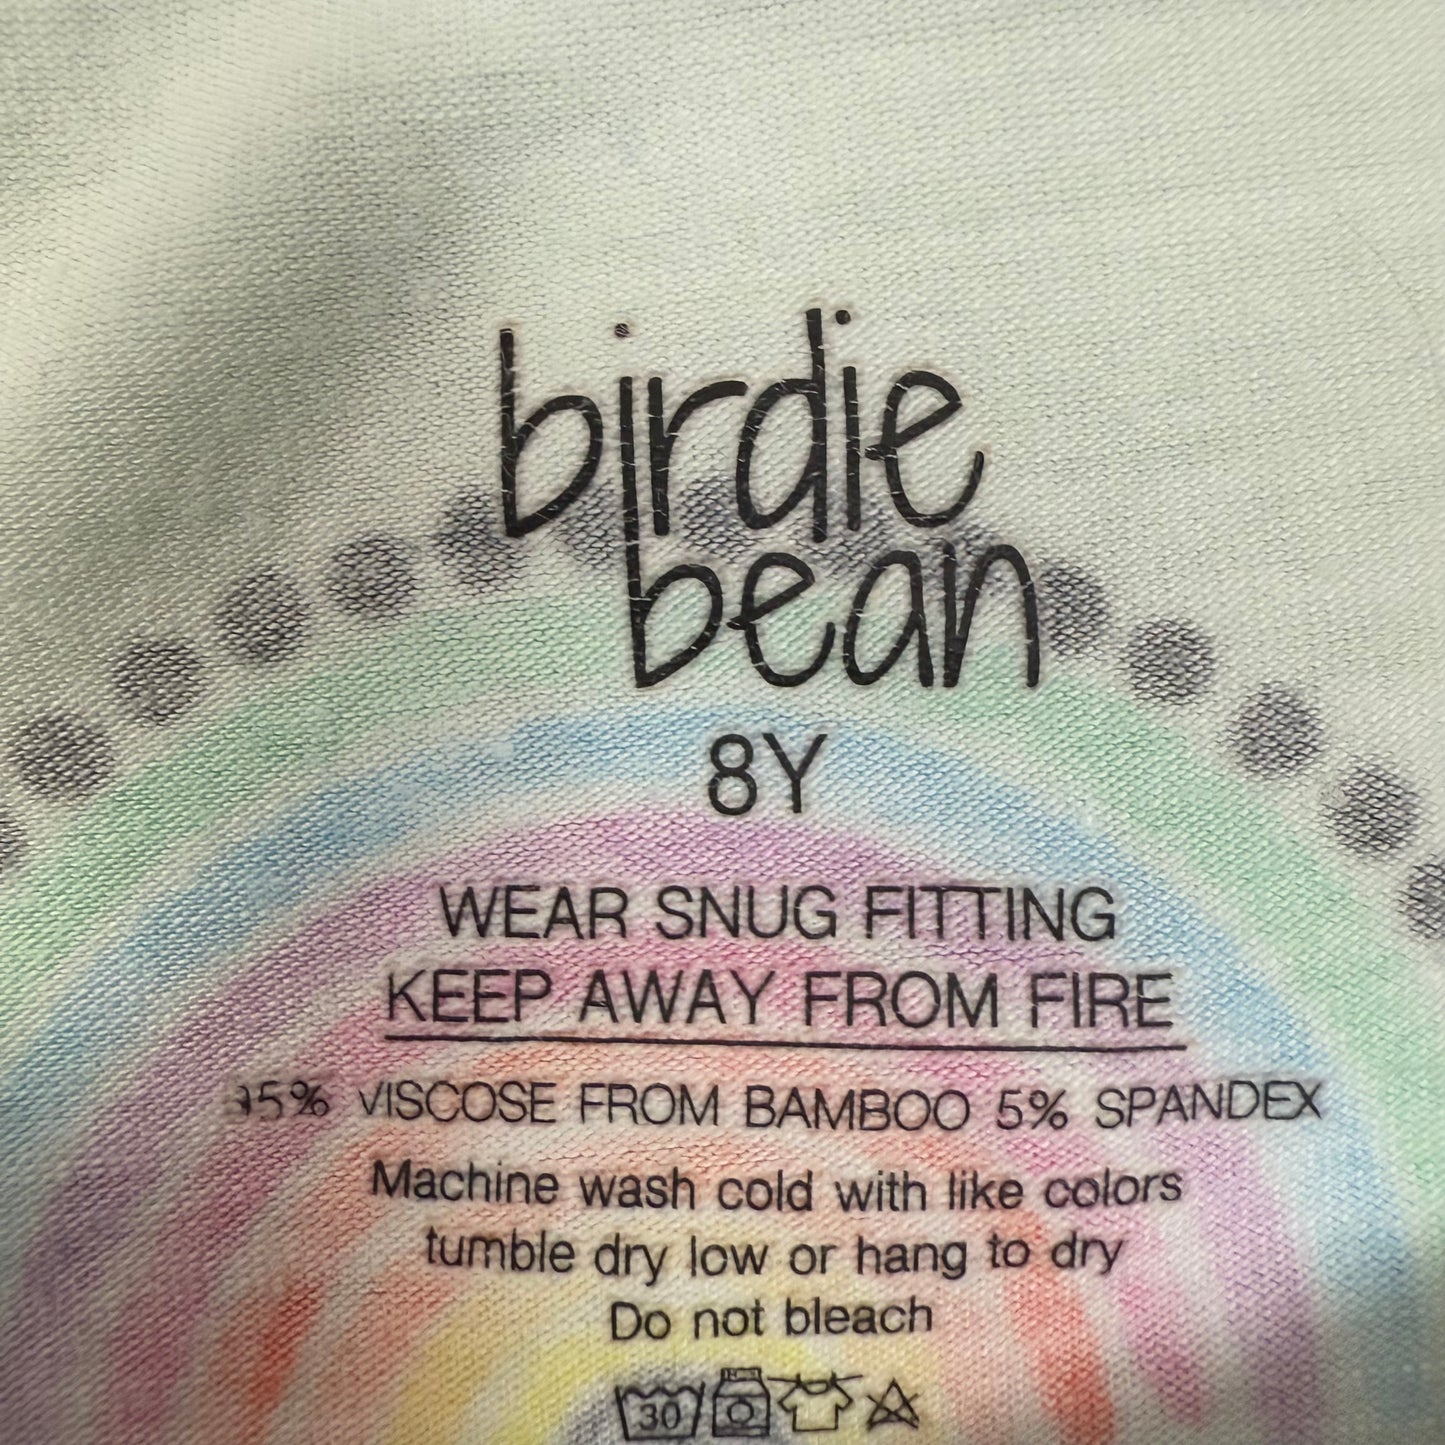 birdie
bean
8Y
WEAR SNUG FITTING
KEEP AWAY FROM FIRE
95% VISCOSE FROM BAMBOO 5% SPANDEX
Machine wash cold with like colors
tumble dry low or hang to dry
Do not bleach
30